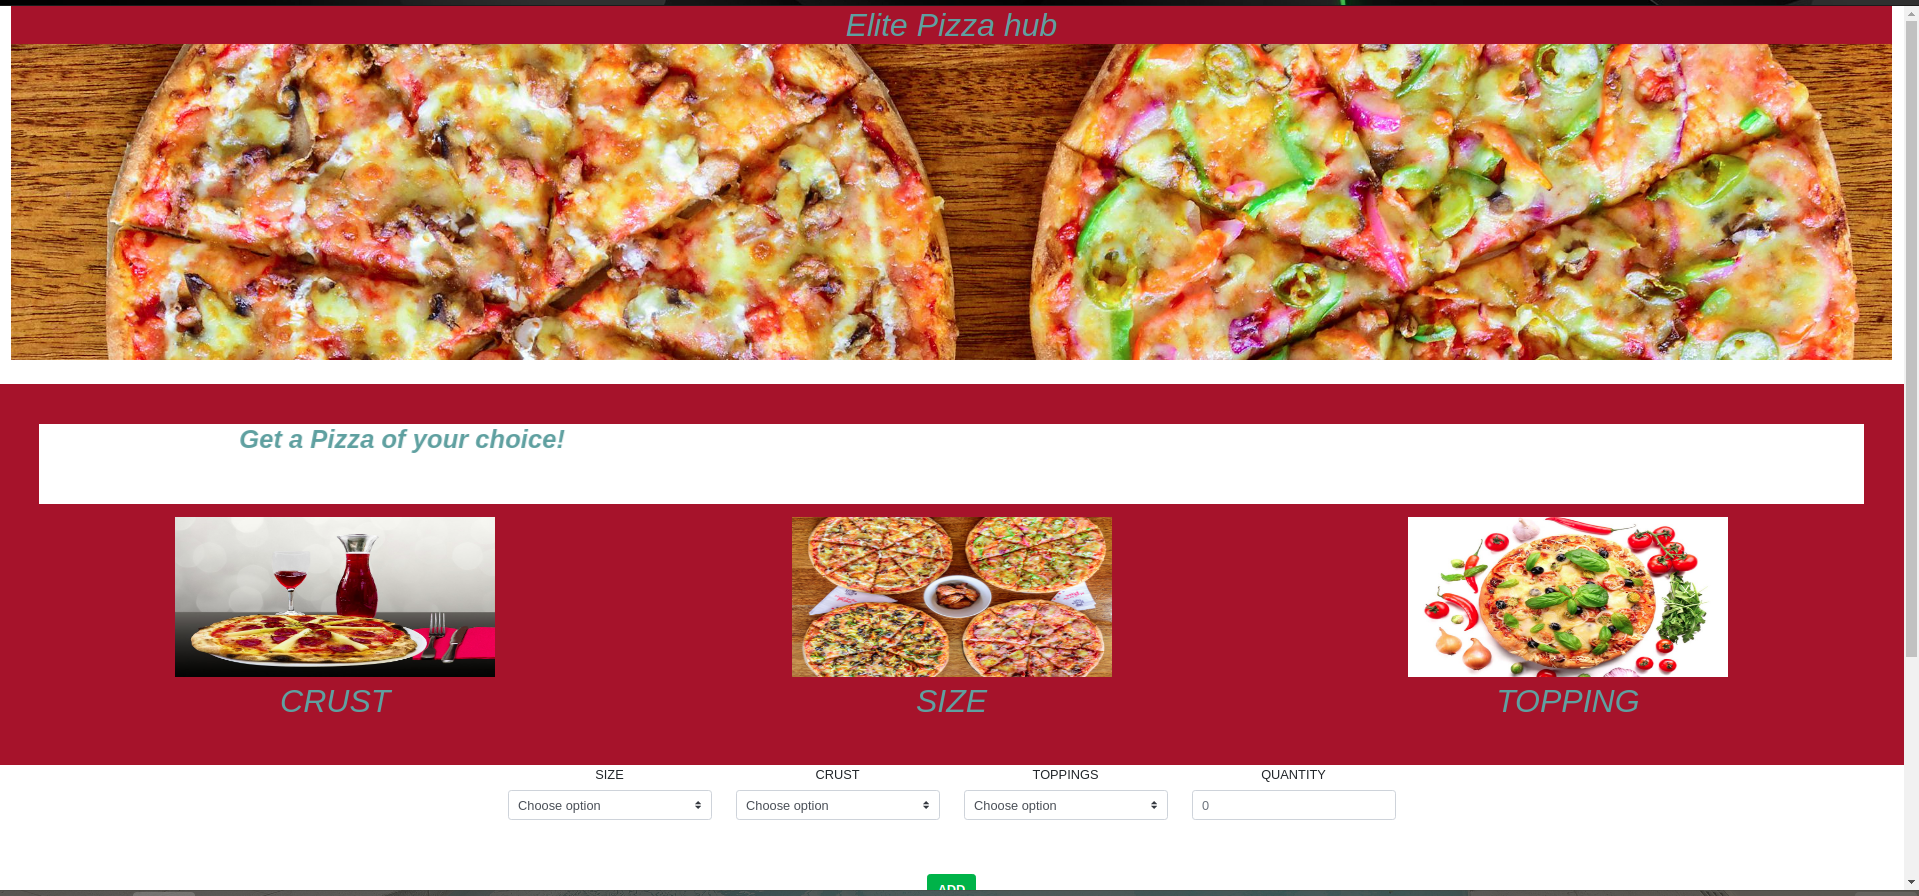 Elite Pizza hub
Get a Pizza of your choice!
CRUST
SIZE
TOPPING
SIZE
CRUST
TOPPINGS
QUANTITY
Choose option
Choose option
Choose option
0
ADD